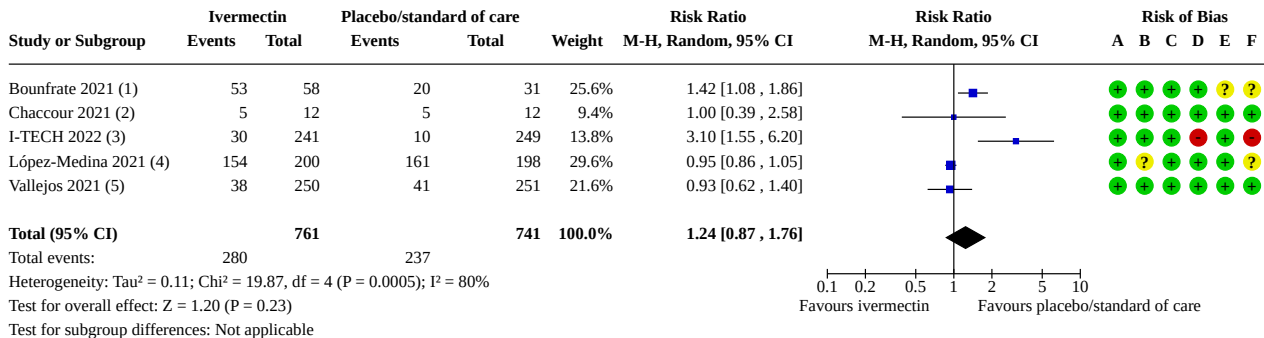 Ivermectin Placebo/standard of care Risk Ratio Risk Ratio Risk of Bias
Study or Subgroup Events Total Events Total Weight M-H, Random, 95% CI M-H, Random, 95% CI A B C D E F
Bounfrate 2021 (1) 53 58 20 31 25.6% 1.42 [1.08 , 1.86] + + + + ? ?
Chaccour 2021 (2) 5 12 5 12 9.4% 1.00 [0.39 , 2.58] + + + + + +
I-TECH 2022 (3) 30 241 10 249 13.8% 3.10 [1.55 , 6.20] + + + - + -
López-Medina 2021 (4) 154 200 161 198 29.6% 0.95 [0.86 , 1.05] + ? + + + ?
Vallejos 2021 (5) 38 250 41 251 21.6% 0.93 [0.62 , 1.40] + + + + + +
Total (95% CI) 761 741 100.0% 1.24 [0.87 , 1.76]
Total events: 280 237
Heterogeneity: Tau² = 0.11; Chi² = 19.87, df = 4 (P = 0.0005); I² = 80%
0.1 0.2 0.5 1 2 5 10
Test for overall effect: Z = 1.20 (P = 0.23) Favours ivermectin Favours placebo/standard of care
Test for subgroup differences: Not applicable